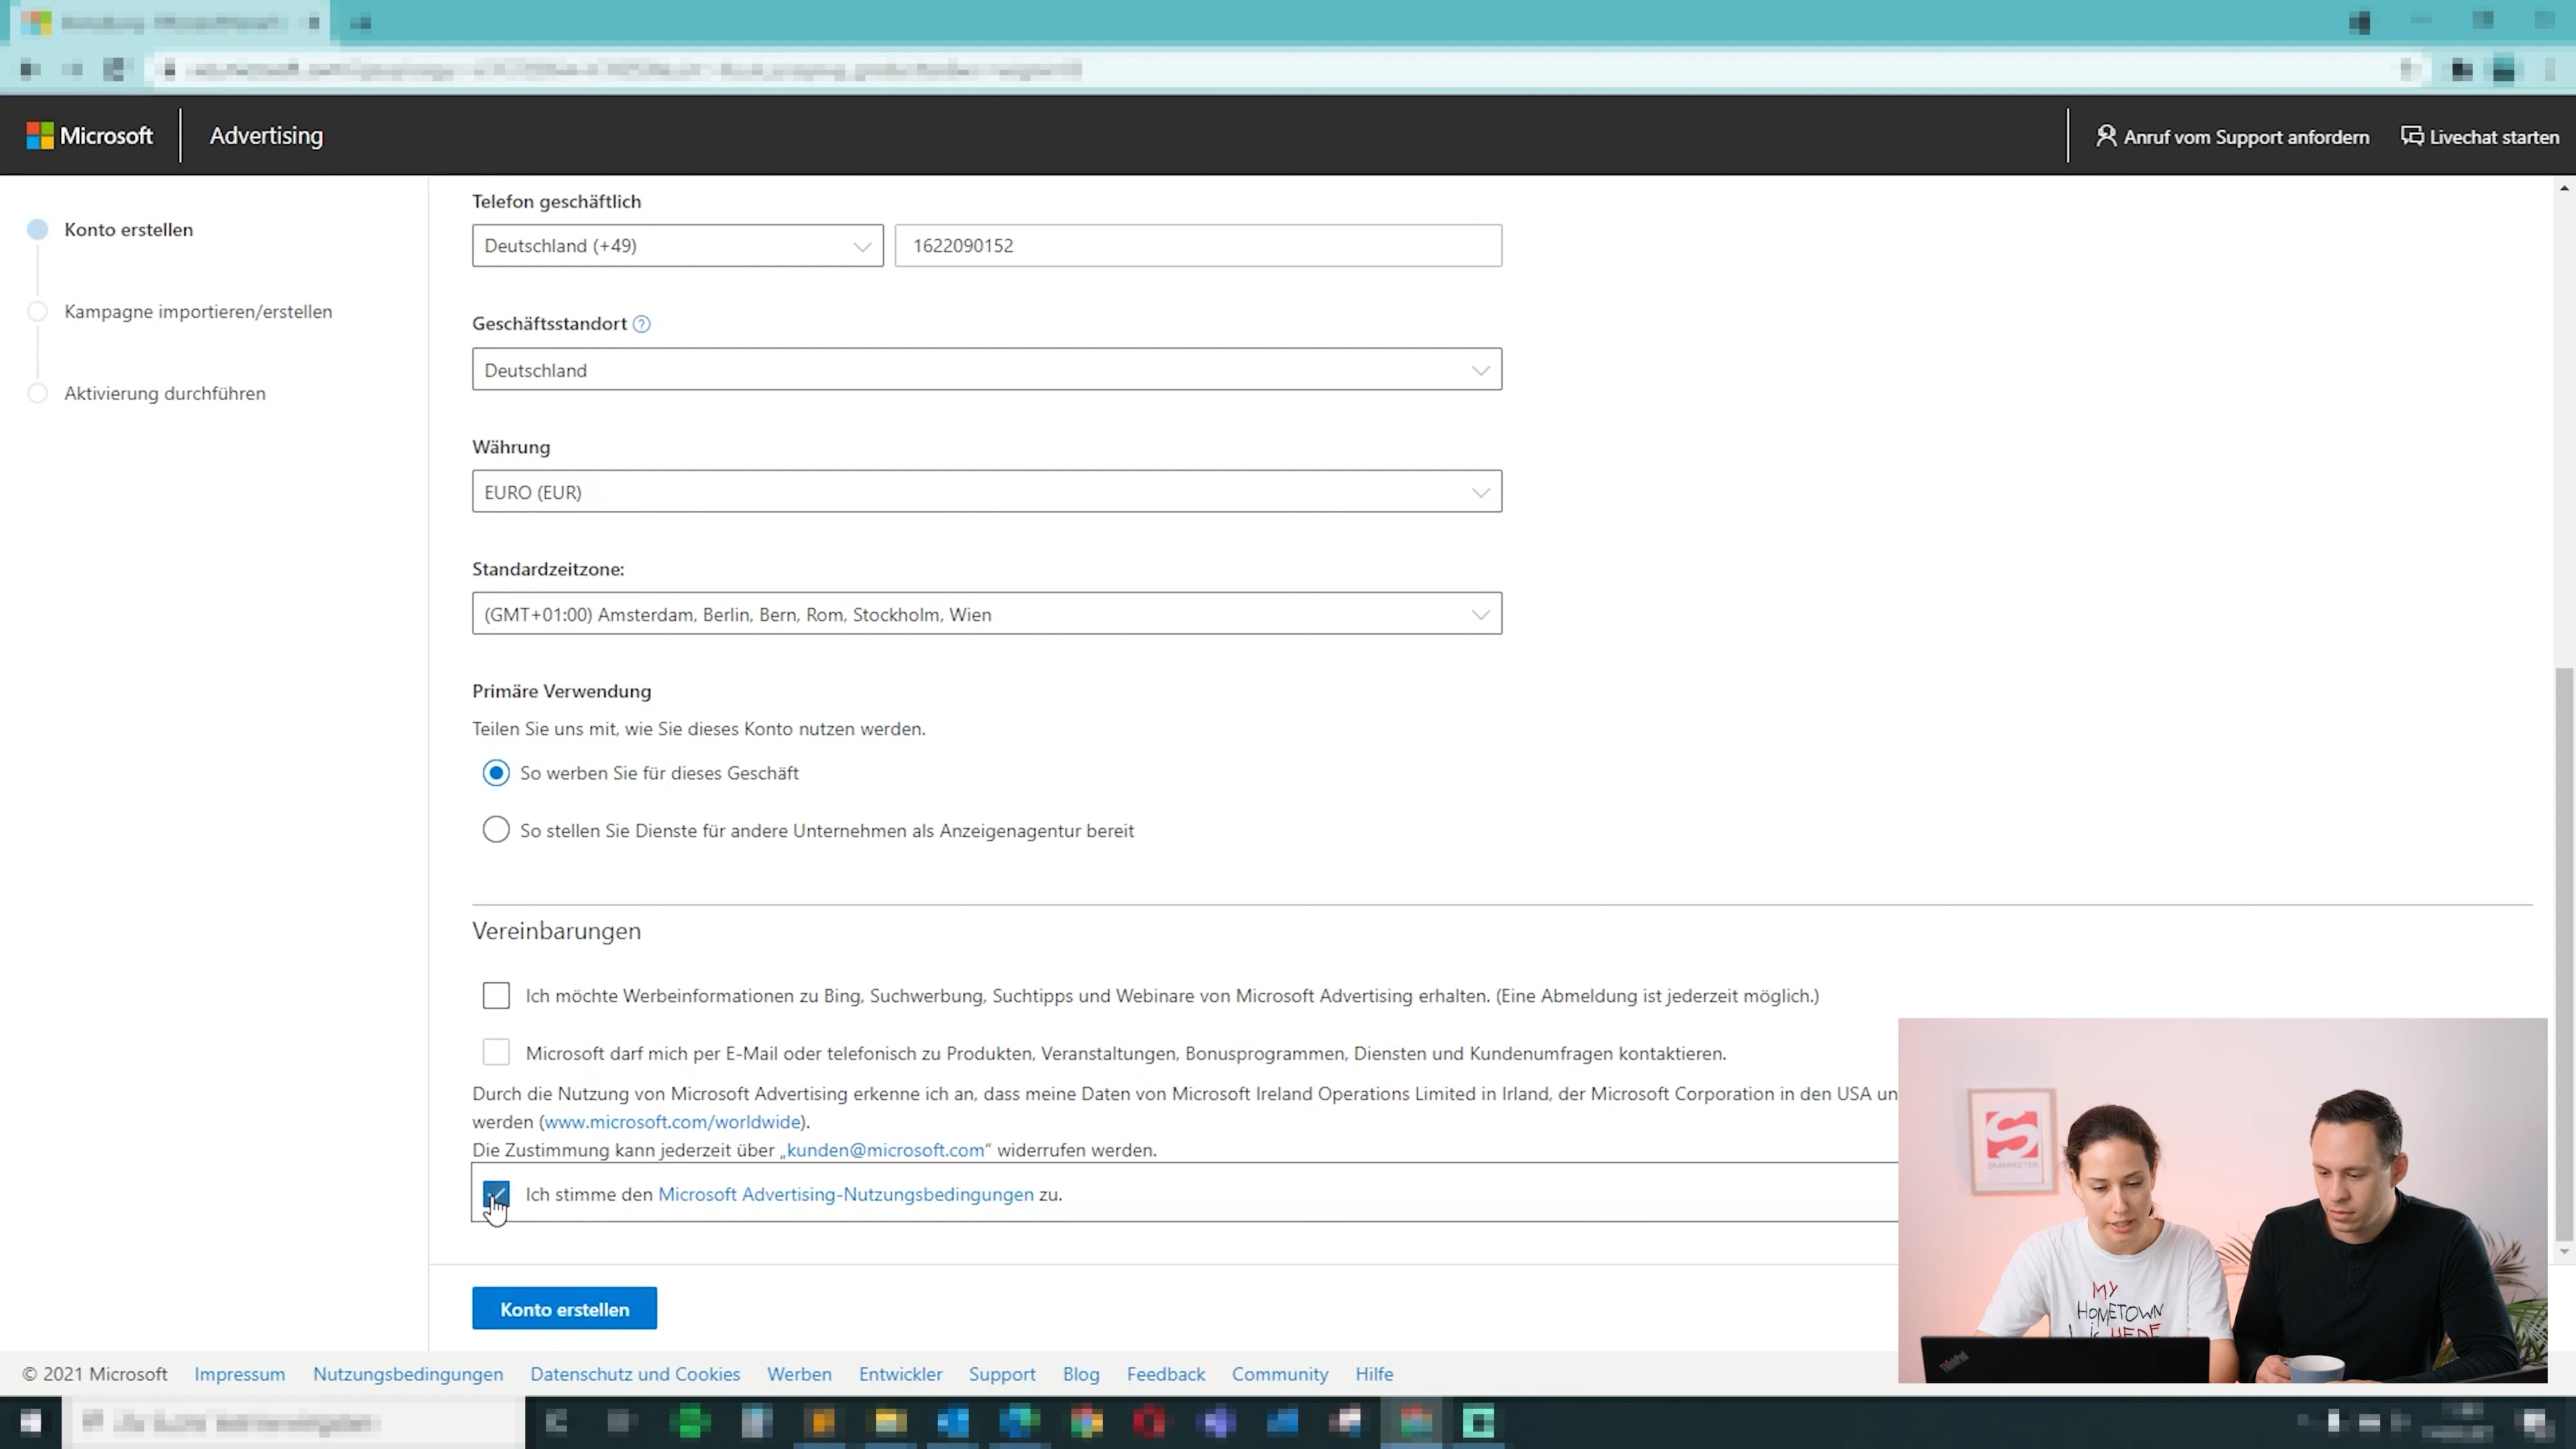 Microsoft
Advertising
Anruf vom Support anfordern
Livechat starten
Konto erstellen
Kampagne importieren/erstellen
Aktivierung durchführen
Telefon geschäftlich
Deutschland (+49)
1622090152
Geschäftsstandort
Deutschland
Währung
EURO (EUR)
Standardzeitzone:
(GMT+01:00) Amsterdam, Berlin, Bern, Rom, Stockholm, Wien
Primäre Verwendung
Teilen Sie uns mit, wie Sie dieses Konto nutzen werden.
So werben Sie für dieses Geschäft
So stellen Sie Dienste für andere Unternehmen als Anzeigenagentur bereit
Vereinbarungen
Ich möchte Werbeinformationen zu Bing, Suchwerbung, Suchtipps und Webinare von Microsoft Advertising erhalten. (Eine Abmeldung ist jederzeit möglich.)
Microsoft darf mich per E-Mail oder telefonisch zu Produkten, Veranstaltungen, Bonusprogrammen, Diensten und Kundenumfragen kontaktieren.
Durch die Nutzung von Microsoft Advertising erkenne ich an, dass meine Daten von Microsoft Ireland Operations Limited in Irland, der Microsoft Corporation in den USA un
werden (www.microsoft.com/worldwide).
Die Zustimmung kann jederzeit über „kunden@microsoft.com“ widerrufen werden.
Ich stimme den Microsoft Advertising-Nutzungsbedingungen zu.
Konto erstellen
SMARKETER
MY
HOMETOWN
is HERE
ThinkPad
© 2021 Microsoft
Impressum
Nutzungsbedingungen
Datenschutz und Cookies
Werben
Entwickler
Support
Blog
Feedback
Community
Hilfe